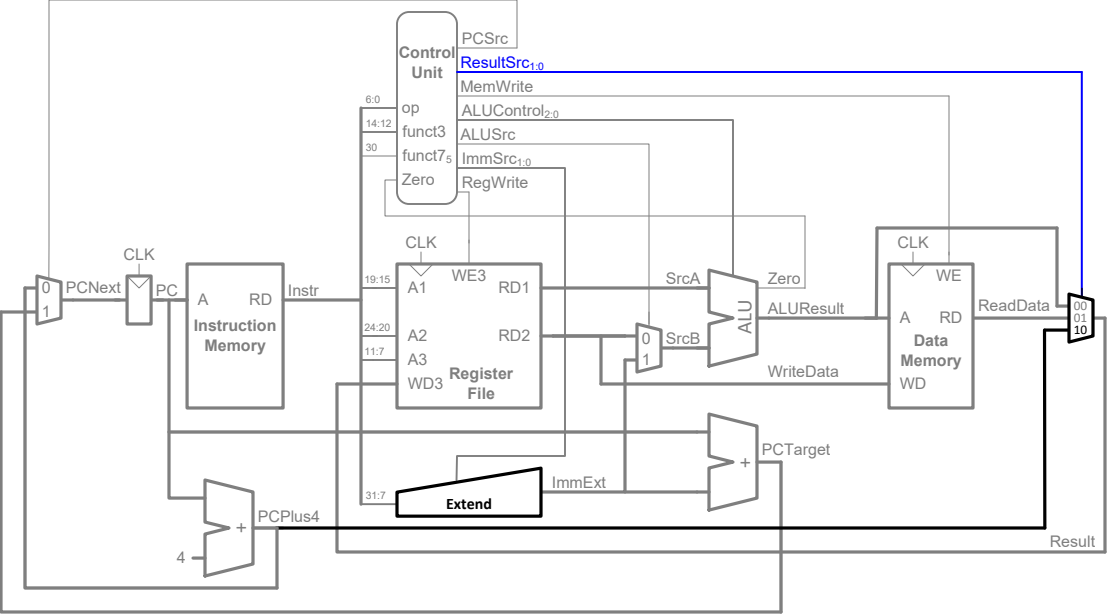 PCSrc
Control
Unit
ResultSrc1:0
MemWrite
6:0
op
ALUControl2:0
14:12
funct3
ALUSrc
30
funct75
ImmSrc1:0
Zero
RegWrite
CLK
CLK
CLK
0
1
PCNext
PC
A
RD
Instruction
Memory
Instr
19:15
A1
WE3
RD1
24:20
A2
RD2
11:7
A3
WD3
Register
File
SrcA
0
1
SrcB
ALU
Zero
ALUResult
WriteData
WE
A
RD
Data
Memory
WD
ReadData
00
01
10
+
PCTarget
31:7
Extend
ImmExt
+
PCPlus4
4
Result